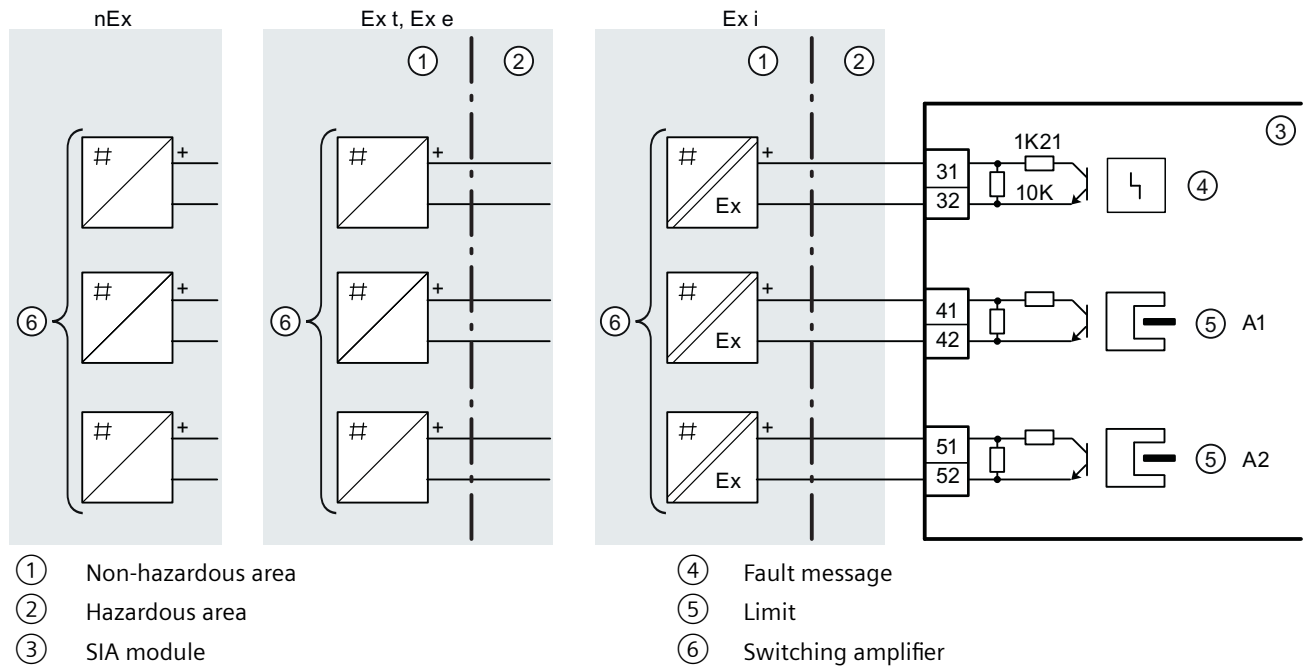 nEx
Ex t, Ex e
Ex i
① ②
① ②
③
# +
# +
# Ex +
31
32
1K21
10K
④
⑥
# +
⑥
# +
⑥
# Ex +
41
42
⑤ A1
# +
# +
# Ex +
51
52
⑤ A2
① Non-hazardous area
② Hazardous area
③ SIA module
④ Fault message
⑤ Limit
⑥ Switching amplifier